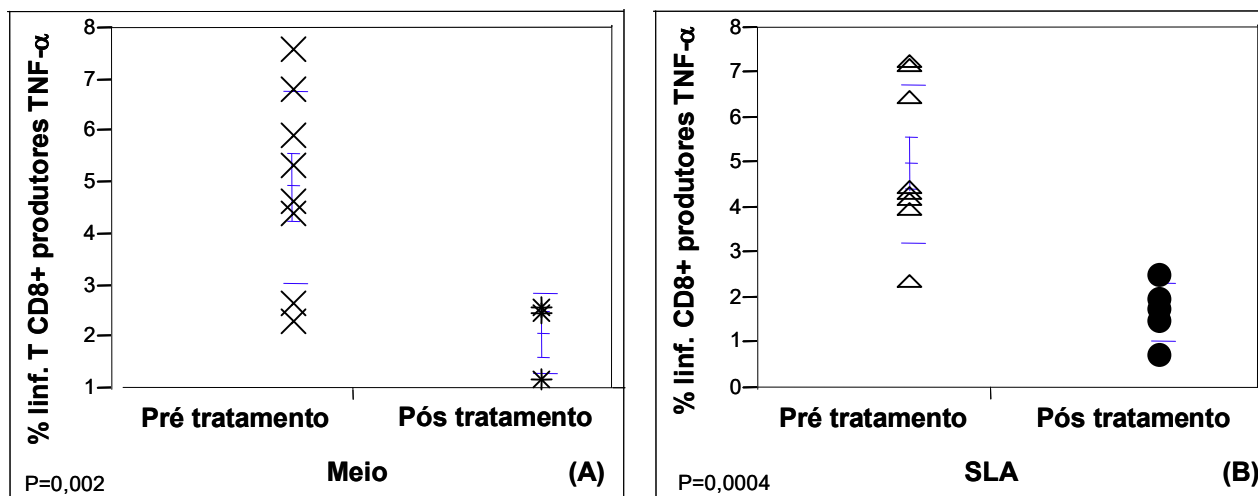 % linf. T CD8+ produtores TNF-α
8
7
6
5
4
3
2
1
Pré tratamento
Pós tratamento
Meio
(A)
P=0,002
% linf. CD8+ produtores TNF-α
8
7
6
5
4
3
2
1
0
Pré tratamento
Pós tratamento
SLA
(B)
P=0,0004